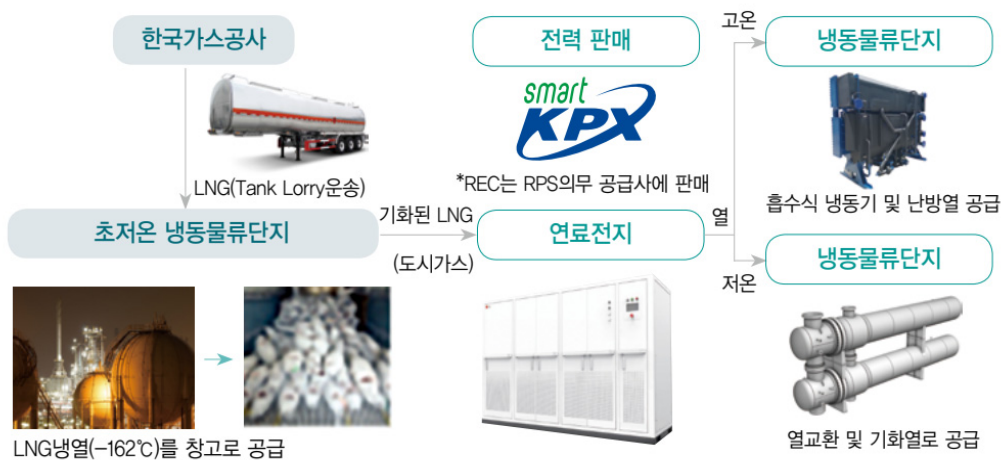 한국가스공사
LNG(Tank Lorry운송)
초저온 냉동물류단지
LNG냉열(-162℃)를 창고로 공급
기화된 LNG
(도시가스)
전력 판매
smart
KPX
*REC는 RPS의무 공급사에 판매
연료전지
열
고온
냉동물류단지
흡수식 냉동기 및 난방열 공급
저온
냉동물류단지
열교환 및 기화열로 공급